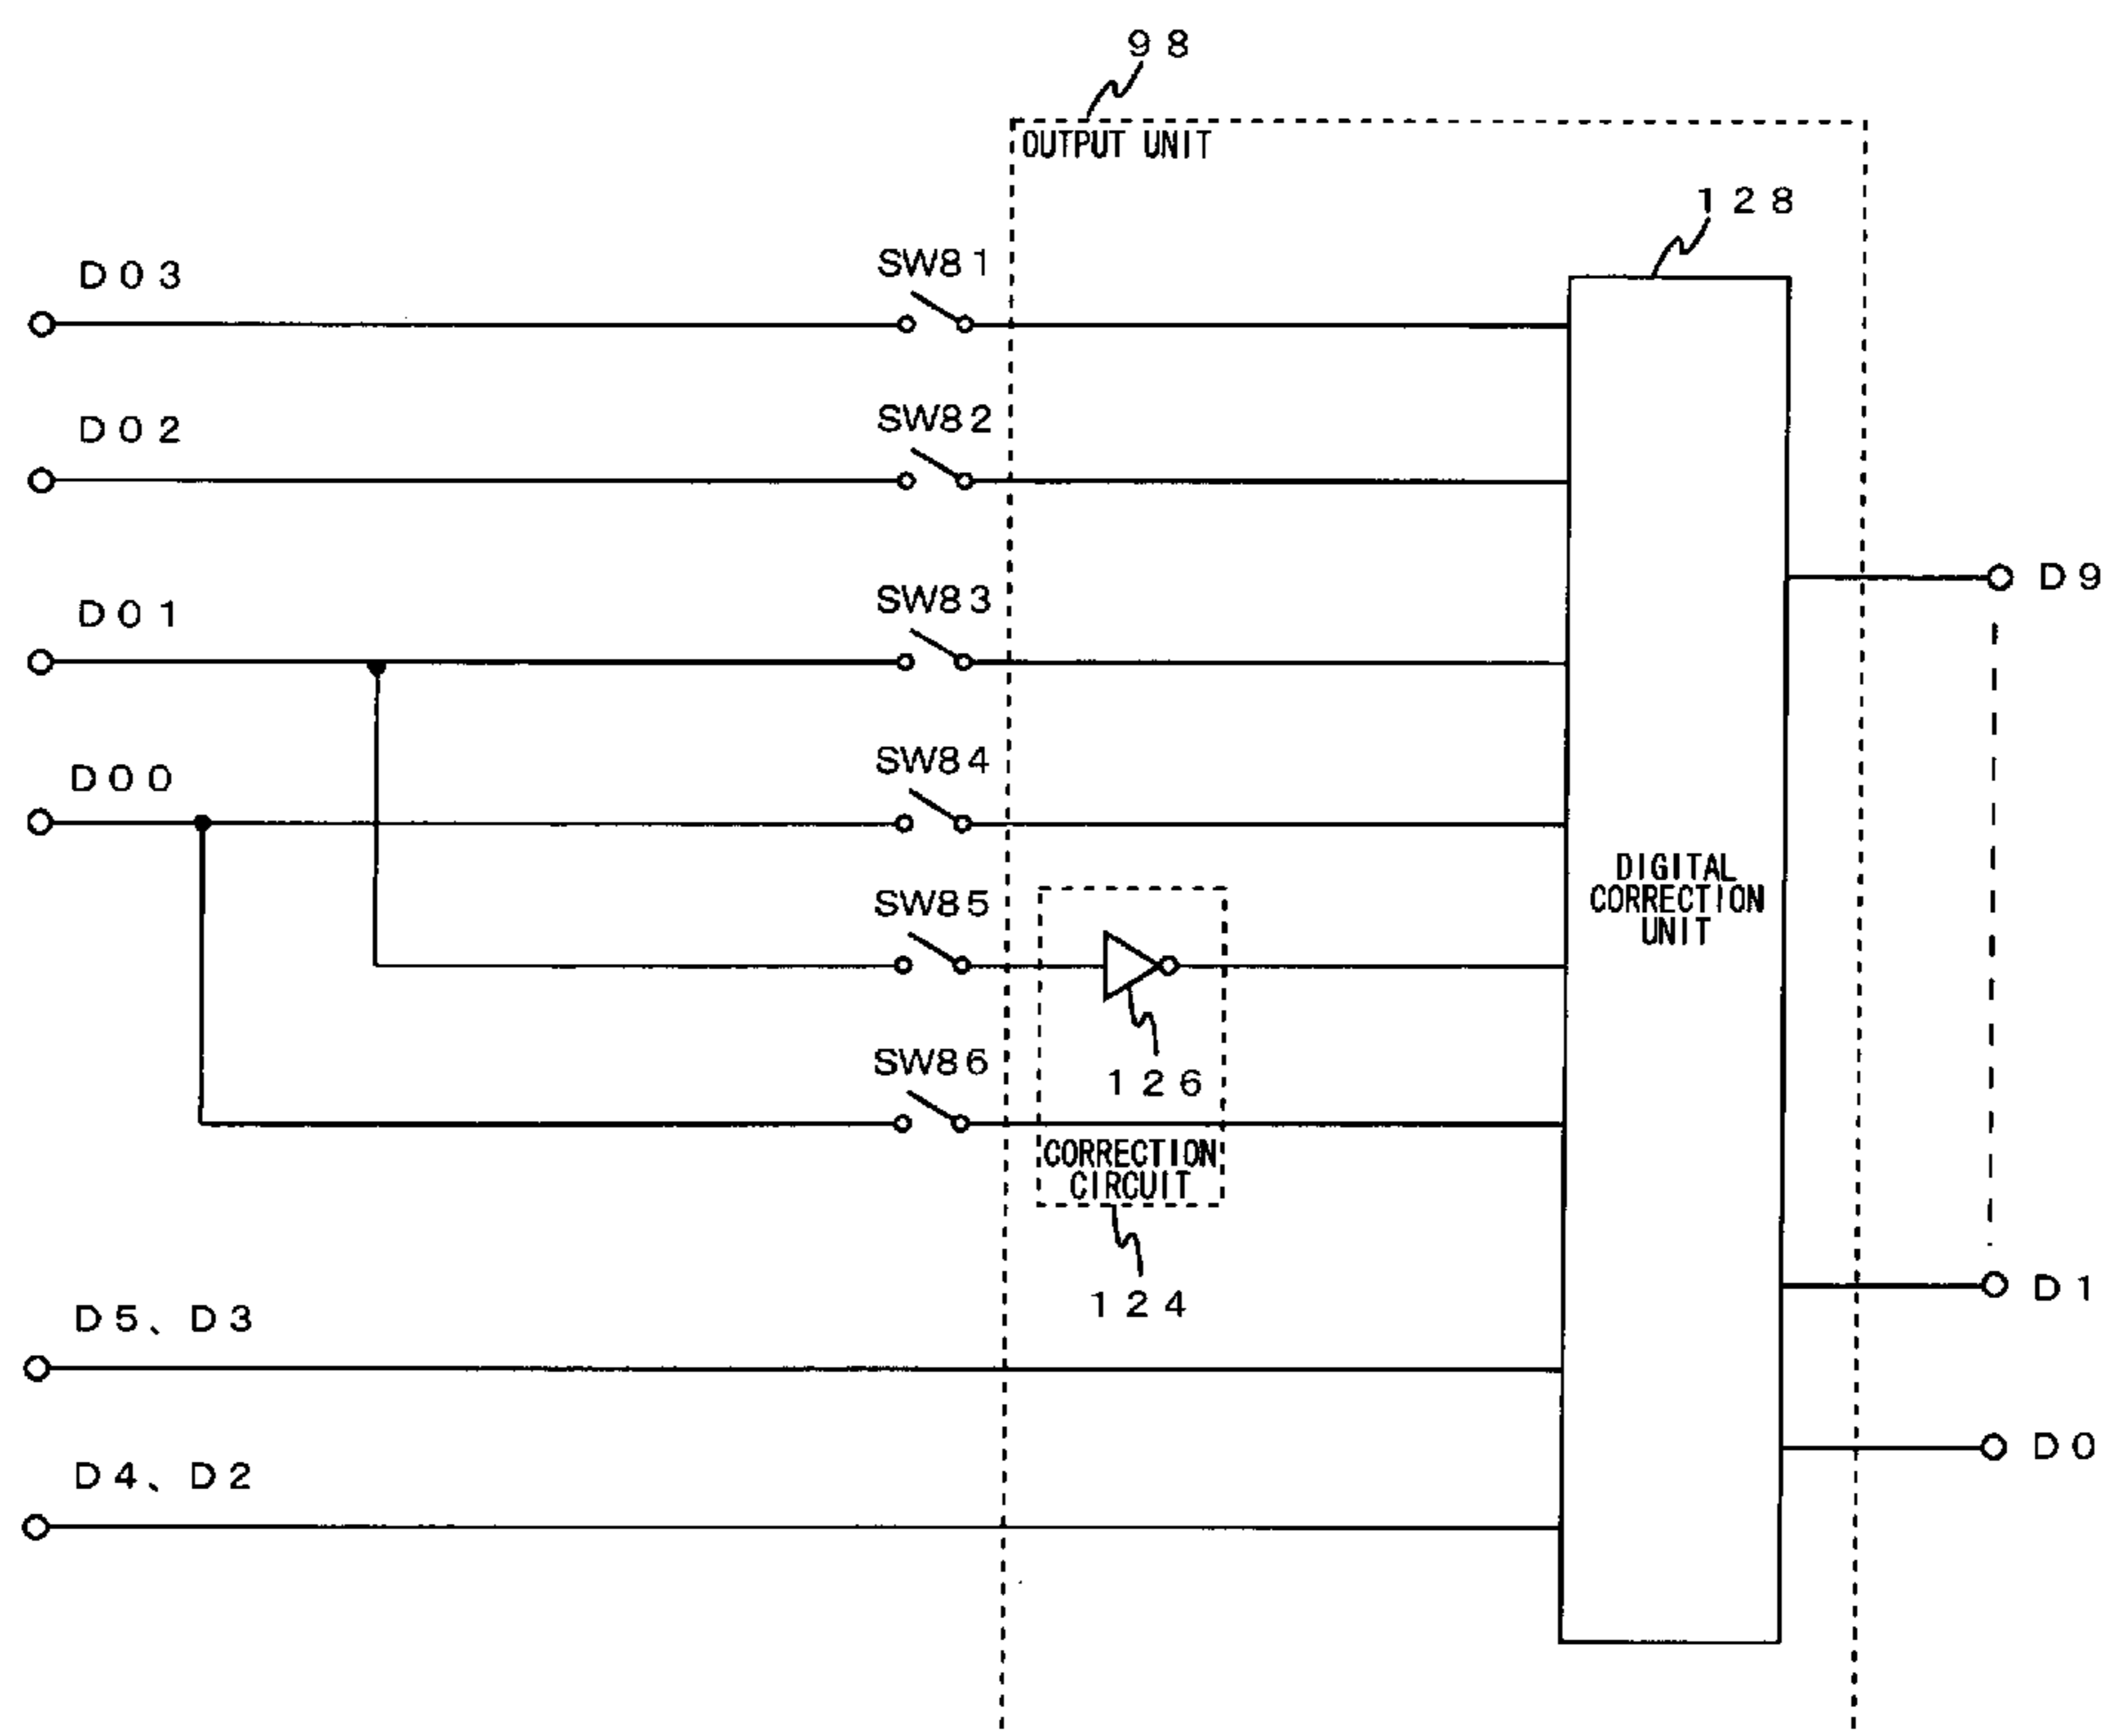 98
OUTPUT UNIT
128
D03
SW81
D02
SW82
D9
D01
SW83
D00
SW84
DIGITAL
CORRECTION
UNIT
SW85
126
SW86
CORRECTION
CIRCUIT
124
D5、D3
D1
D4、D2
D0